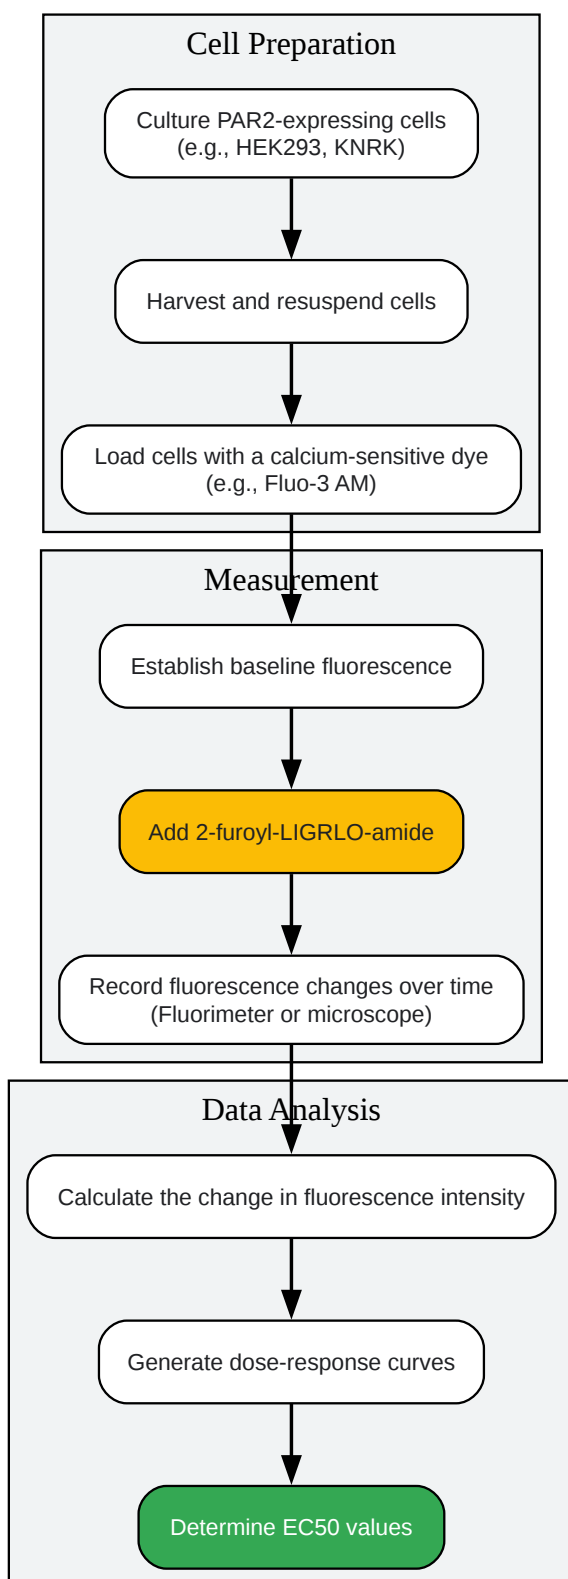 Cell Preparation
Culture PAR2-expressing cells
(e.g., HEK293, KNRK)
Harvest and resuspend cells
Load cells with a calcium-sensitive dye
(e.g., Fluo-3 AM)
Measurement
Establish baseline fluorescence
Add 2-furoyl-LIGRLO-amide
Record fluorescence changes over time
(Fluorimeter or microscope)
Data Analysis
Calculate the change in fluorescence intensity
Generate dose-response curves
Determine EC50 values